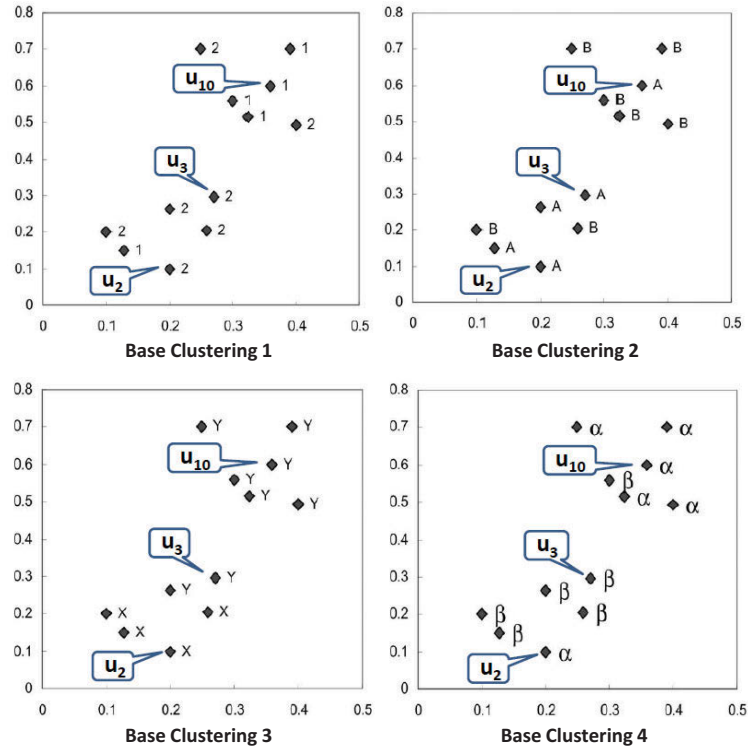 0.8
0.7 2 1
u10
0.6 1
1
0.5 1 2
0.4 u3
0.3 2
2
0.2 2 2
1
0.1 u2 2
0
0 0.1 0.2 0.3 0.4 0.5
Base Clustering 1
0.8
0.7 B B
u10
0.6 A
B
0.5 B B
0.4 u3
0.3 A
A
0.2 B B
A
0.1 u2 A
0
0 0.1 0.2 0.3 0.4 0.5
Base Clustering 2
0.8
0.7 Y Y
u10
0.6 Y
Y
0.5 Y Y
0.4 u3
0.3 Y
Y
0.2 X X
X
0.1 u2 X
0
0 0.1 0.2 0.3 0.4 0.5
Base Clustering 3
0.8
0.7 α α
u10
0.6 α
β
0.5 α α
0.4 u3
0.3 β
β
0.2 β β
β
0.1 u2 α
0
0 0.1 0.2 0.3 0.4 0.5
Base Clustering 4